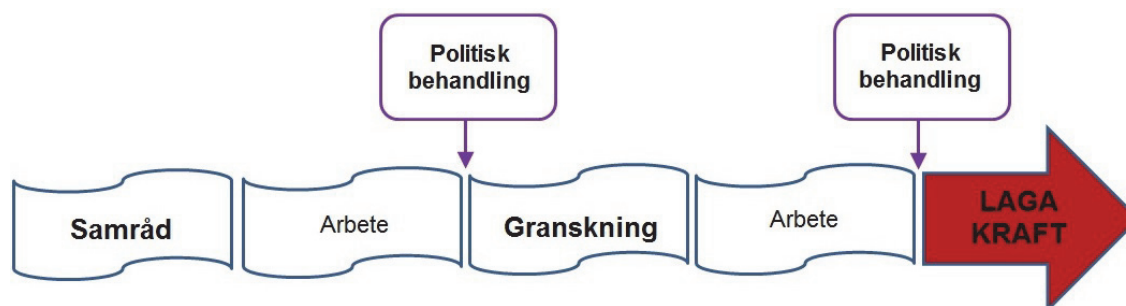 Politisk
behandling
Politisk
behandling
Samråd
Arbete
Granskning
Arbete
LAGA
KRAFT